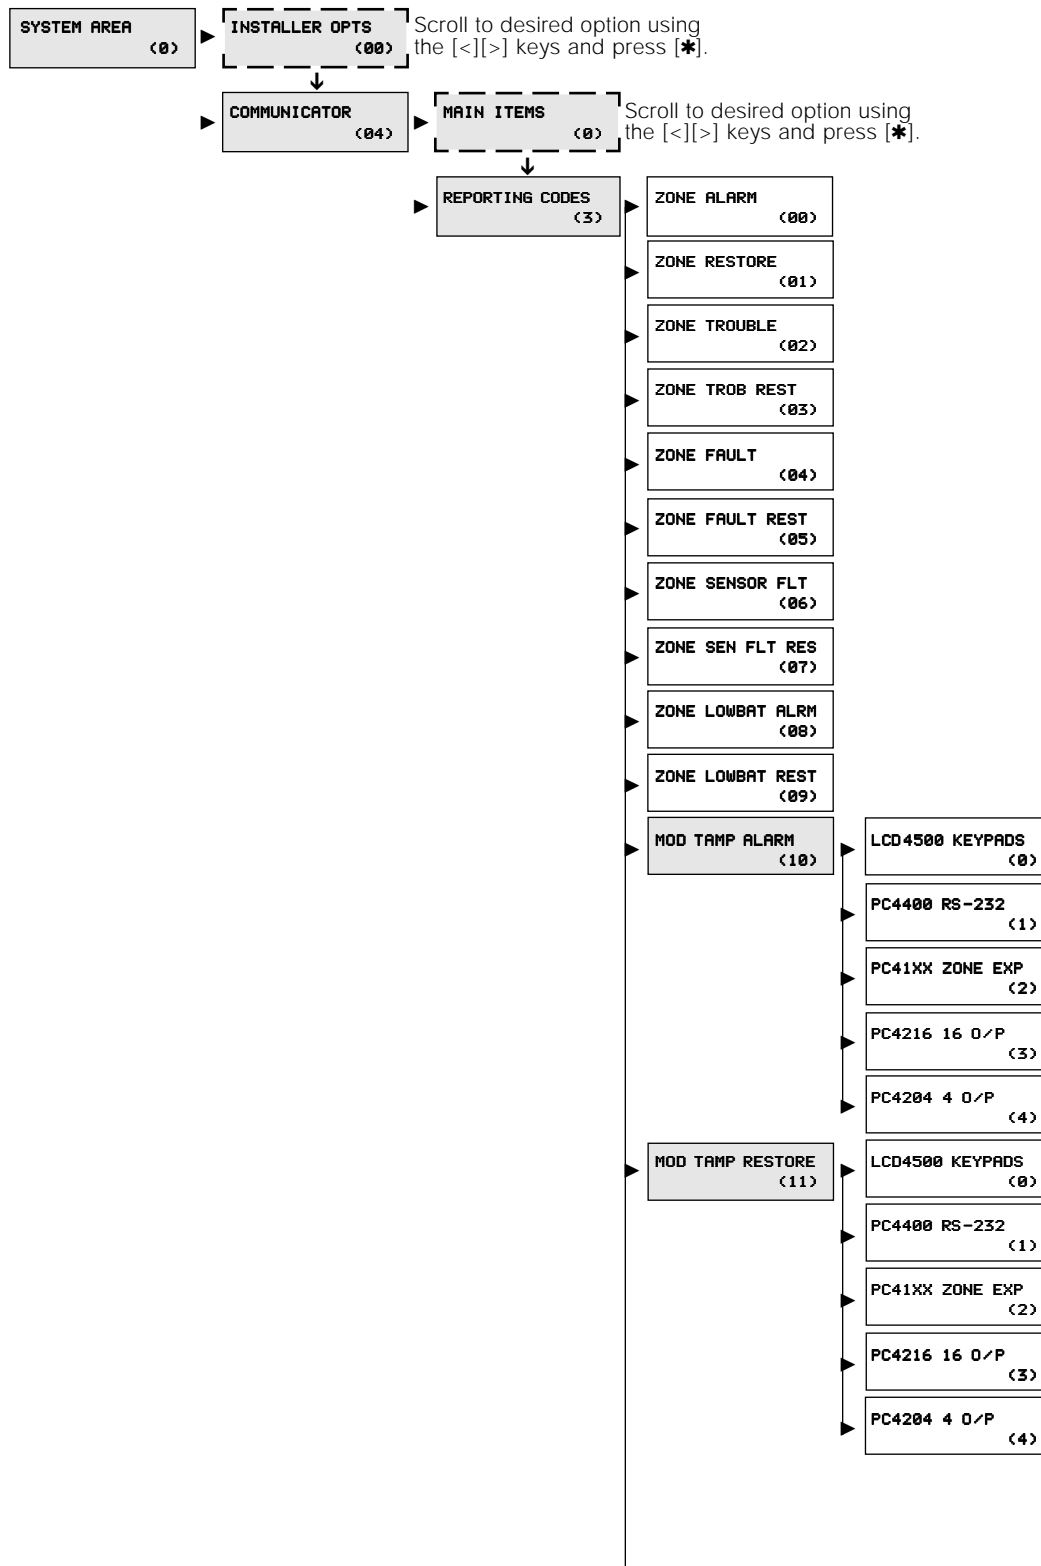 SYSTEM AREA
(0)
INSTALLER OPTS
(00)
Scroll to desired option using
the [<][>] keys and press [✱].
COMMUNICATOR
(04)
MAIN ITEMS
(0)
Scroll to desired option using
the [<][>] keys and press [✱].
REPORTING CODES
(3)
ZONE ALARM
(00)
ZONE RESTORE
(01)
ZONE TROUBLE
(02)
ZONE TROB REST
(03)
ZONE FAULT
(04)
ZONE FAULT REST
(05)
ZONE SENSOR FLT
(06)
ZONE SEN FLT RES
(07)
ZONE LOWBAT ALRM
(08)
ZONE LOWBAT REST
(09)
MOD TAMP ALARM
(10)
LCD4500 KEYPADS
(0)
PC4400 RS-232
(1)
PC41XX ZONE EXP
(2)
PC4216 16 O/P
(3)
PC4204 4 O/P
(4)
MOD TAMP RESTORE
(11)
LCD4500 KEYPADS
(0)
PC4400 RS-232
(1)
PC41XX ZONE EXP
(2)
PC4216 16 O/P
(3)
PC4204 4 O/P
(4)